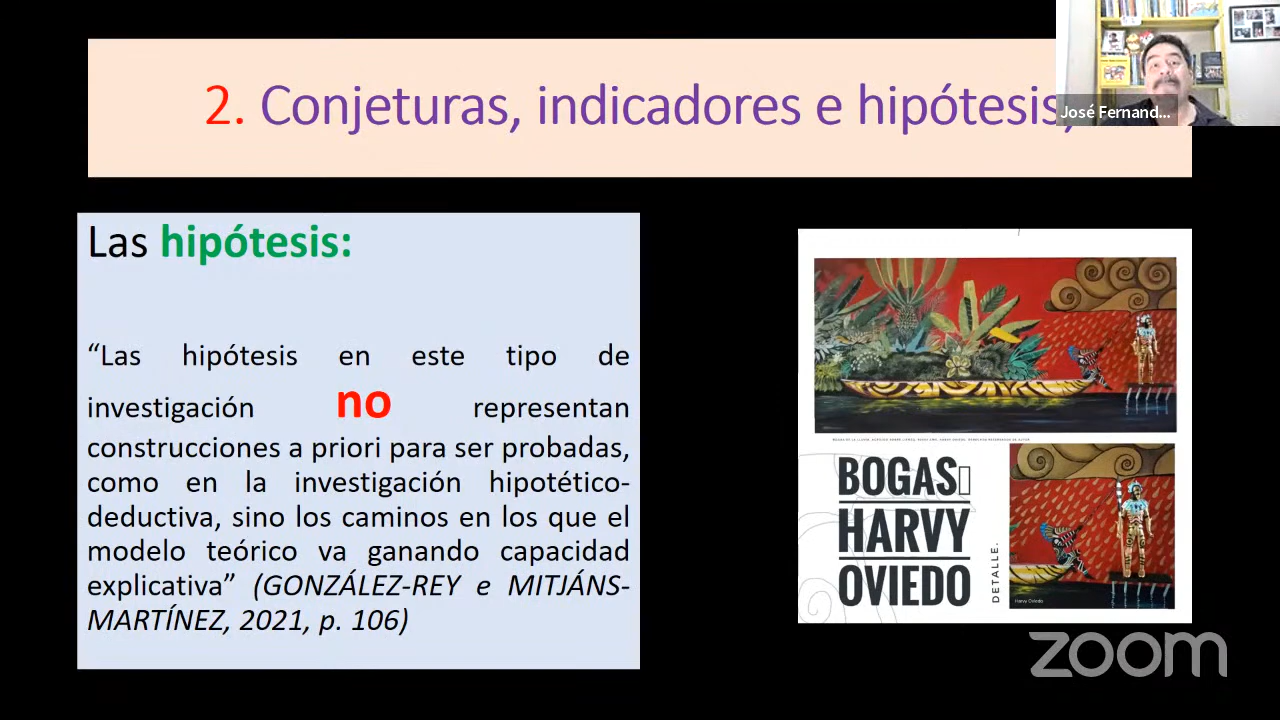 2. Conjeturas, indicadores e hipótesis,
José Fernand...
Las hipótesis:
“Las hipótesis en este tipo de
investigación no representan
construcciones a priori para ser probadas,
como en la investigación hipotético-
deductiva, sino los caminos en los que el
modelo teórico va ganando capacidad
explicativa” (GONZÁLEZ-REY e MITJÁNS-
MARTÍNEZ, 2021, p. 106)
BOGAS
HARVY
OVIEDO
DETALLE.
Harvy Oviedo
zoom